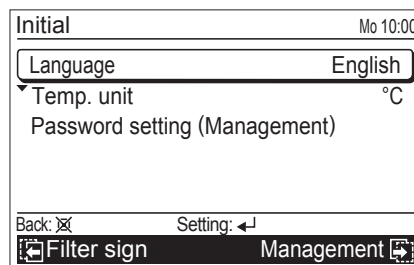 Initial Mo 10:00
Language English
Temp. unit °C
Password setting (Management)
Back: Setting:
Filter sign Management